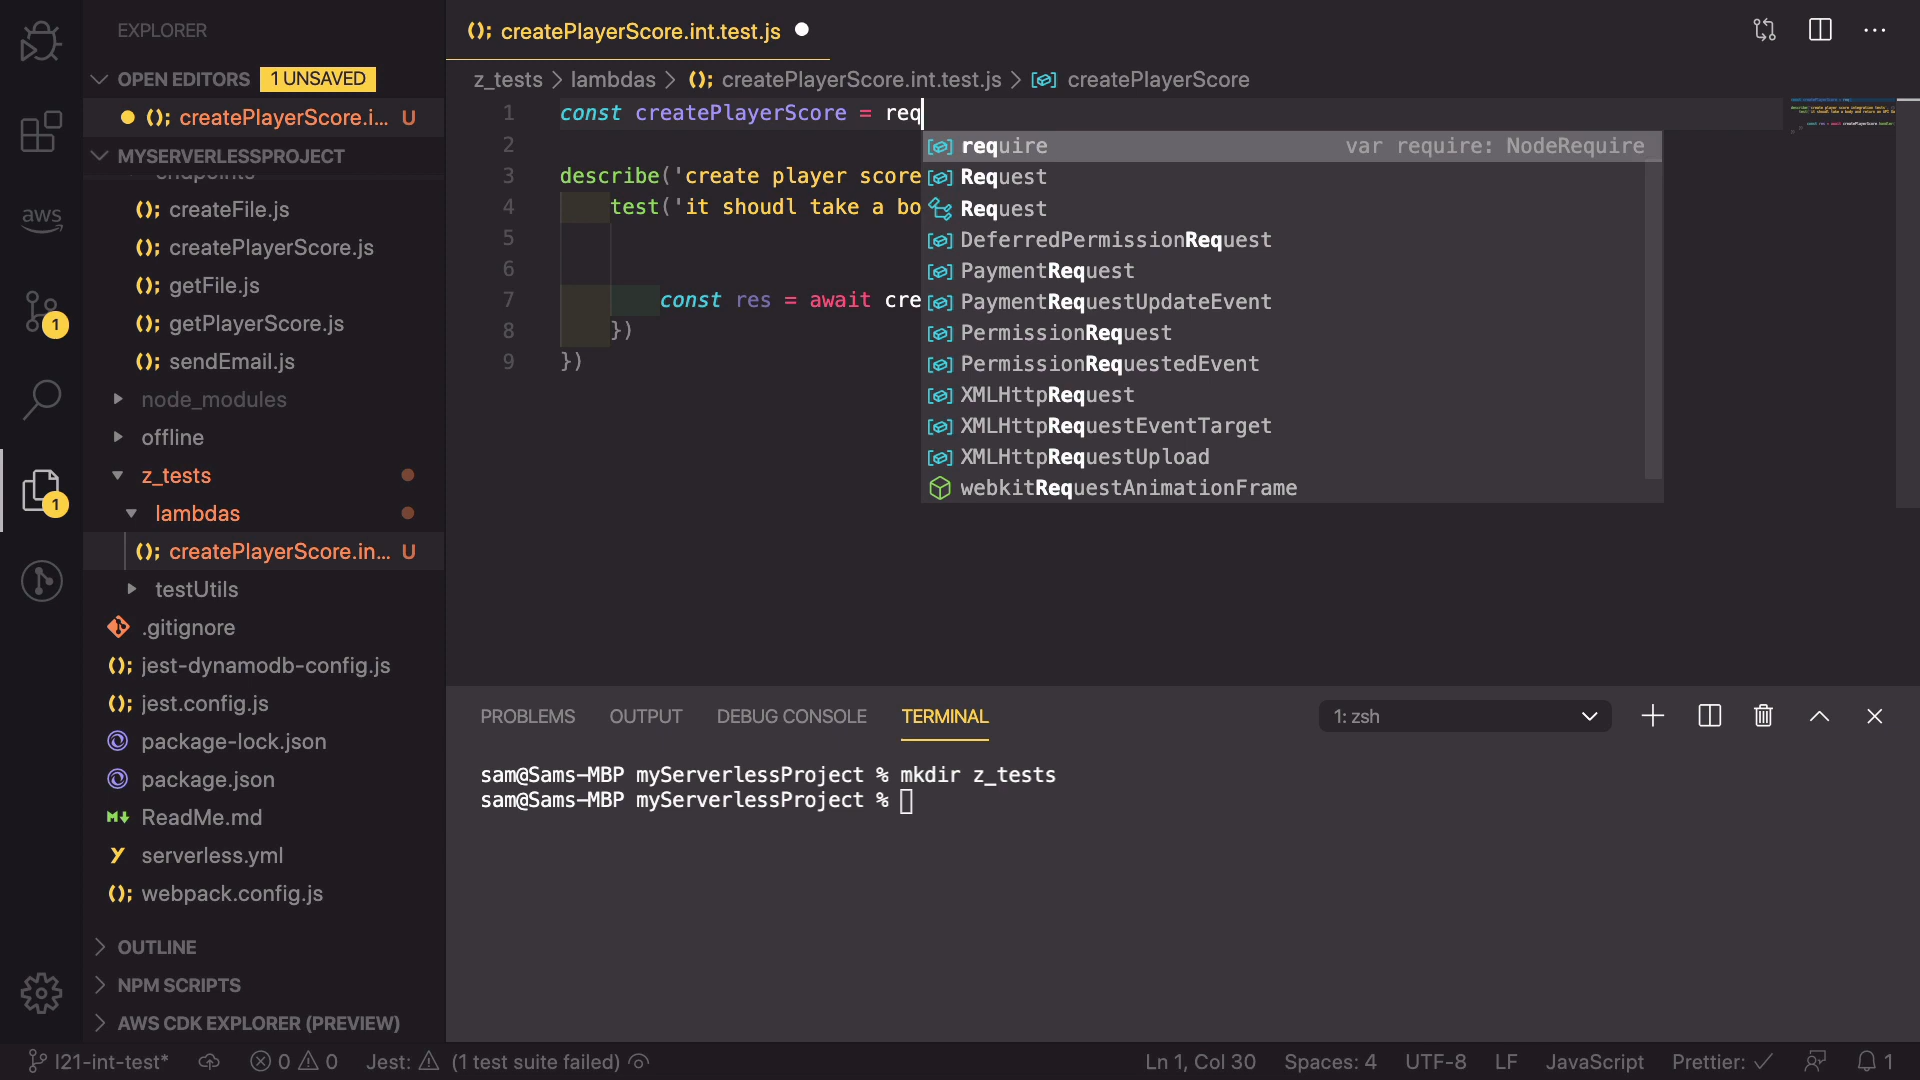 EXPLORER
OPEN EDITORS 1 UNSAVED
(); createPlayerScore.i... U
MYSERVERLESSPROJECT
endpoints
(); createFile.js
(); createPlayerScore.js
(); getFile.js
(); getPlayerScore.js
(); sendEmail.js
node_modules
offline
z_tests
lambdas
(); createPlayerScore.in... U
testUtils
.gitignore
(); jest-dynamodb-config.js
(); jest.config.js
package-lock.json
package.json
M↓ ReadMe.md
Y serverless.yml
(); webpack.config.js
OUTLINE
NPM SCRIPTS
AWS CDK EXPLORER (PREVIEW)
aws
1
1
(); createPlayerScore.int.test.js
z_tests > lambdas > (); createPlayerScore.int.test.js > createPlayerScore
1 const createPlayerScore = req
2
3 describe('create player score
4 test('it shoudl take a bo
5
6
7 const res = await cre
8 })
9 })
require var require: NodeRequire
Request
Request
DeferredPermissionRequest
PaymentRequest
PaymentRequestUpdateEvent
PermissionRequest
PermissionRequestedEvent
XMLHttpRequest
XMLHttpRequestEventTarget
XMLHttpRequestUpload
webkitRequestAnimationFrame
PROBLEMS OUTPUT DEBUG CONSOLE TERMINAL 1: zsh
sam@Sams-MBP myServerlessProject % mkdir z_tests
sam@Sams-MBP myServerlessProject %
l21-int-test* 0 0 Jest: (1 test suite failed) Ln 1, Col 30 Spaces: 4 UTF-8 LF JavaScript Prettier: ✓ 1